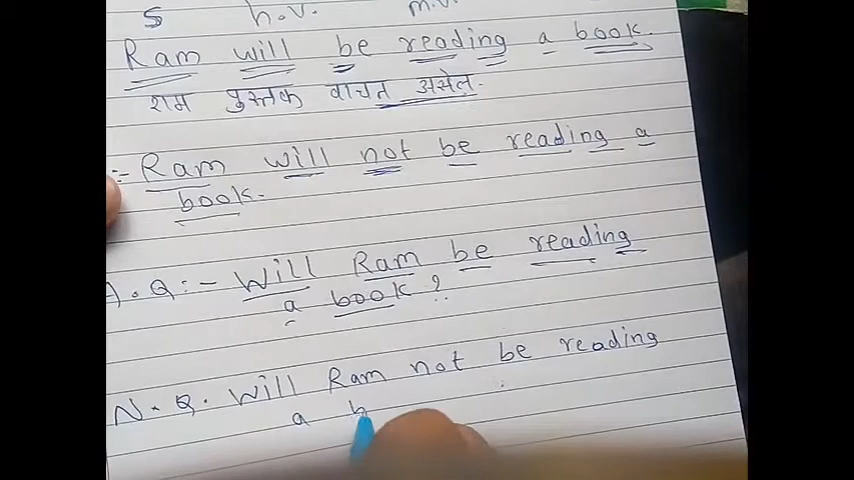 S h.v. m.v.
Ram will be reading a book.
राम पुस्तक वाचत असेल.
:- Ram will not be reading a
book.
A.Q:- Will Ram be reading
a book?
N.Q. Will Ram not be reading
a b